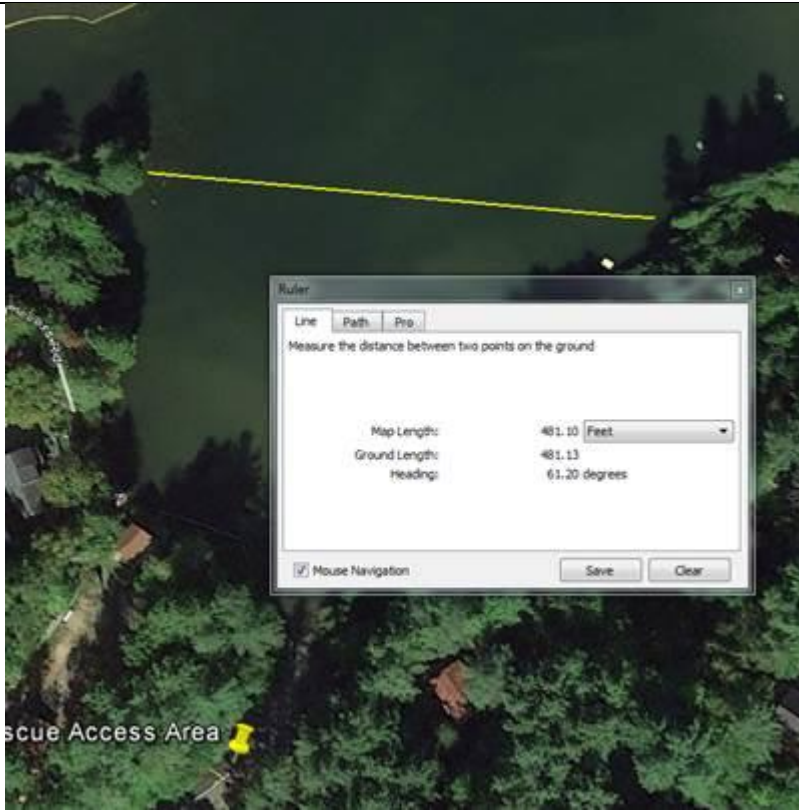 Ruler
Line Path Pro
Measure the distance between two points on the ground
Map Length: 481.10 Feet
Ground Length: 481.13
Heading: 61.20 degrees
Mouse Navigation Save Clear
scue Access Area